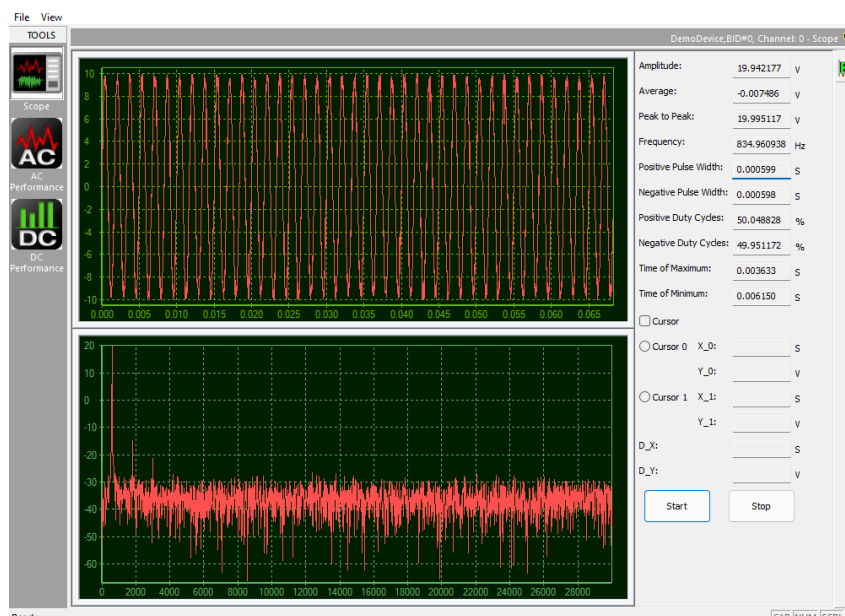 File View
TOOLS
DemoDevice,BID#0, Channel: 0 - Scope
Scope
AC
AC
Performance
DC
DC
Performance
10
8
6
4
2
0
-2
-4
-6
-8
-10
0.000 0.005 0.010 0.015 0.020 0.025 0.030 0.035 0.040 0.045 0.050 0.055 0.060 0.065
20
10
0
-10
-20
-30
-40
-50
-60
0 2000 4000 6000 8000 10000 12000 14000 16000 18000 20000 22000 24000 26000 28000
Amplitude: 19.942177 V
Average: -0.007486 V
Peak to Peak: 19.995117 V
Frequency: 834.960938 Hz
Positive Pulse Width: 0.000599 S
Negative Pulse Width: 0.000598 S
Positive Duty Cycles: 50.048828 %
Negative Duty Cycles: 49.951172 %
Time of Maximum: 0.003633 S
Time of Minimum: 0.006150 S
Cursor
Cursor 0 X_0: S
Y_0: V
Cursor 1 X_1: S
Y_1: V
D_X: S
D_Y: V
Start Stop